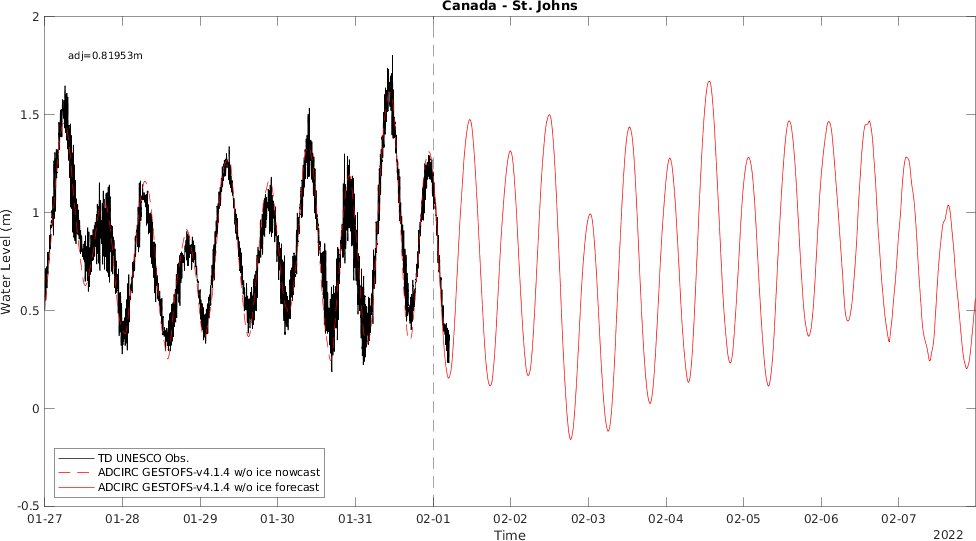 Canada - St. Johns
adj=0.81953m
2
1.5
1
0.5
0
-0.5
Water Level (m)
TD UNESCO Obs.
ADCIRC GESTOFS-v4.1.4 w/o ice nowcast
ADCIRC GESTOFS-v4.1.4 w/o ice forecast
01-27 01-28 01-29 01-30 01-31 02-01 02-02 02-03 02-04 02-05 02-06 02-07
Time
2022